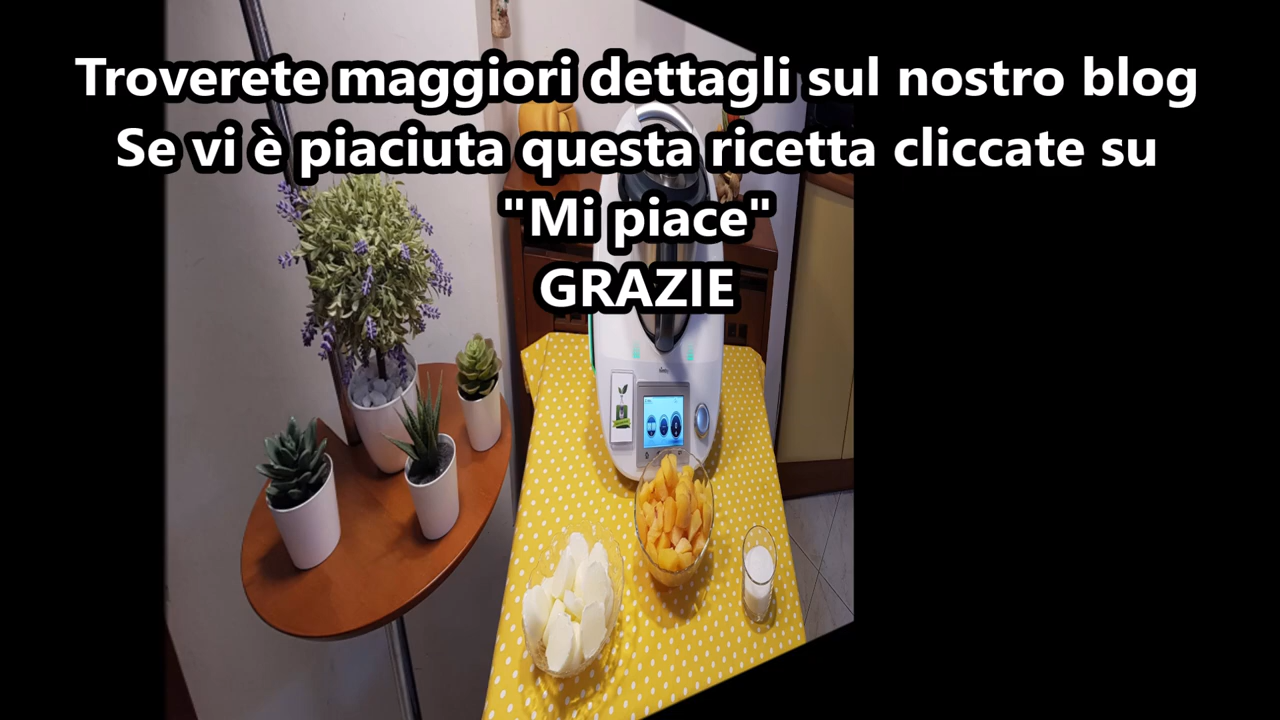 Troverete maggiori dettagli sul nostro blog
Se vi è piaciuta questa ricetta cliccate su
"Mi piace"
GRAZIE